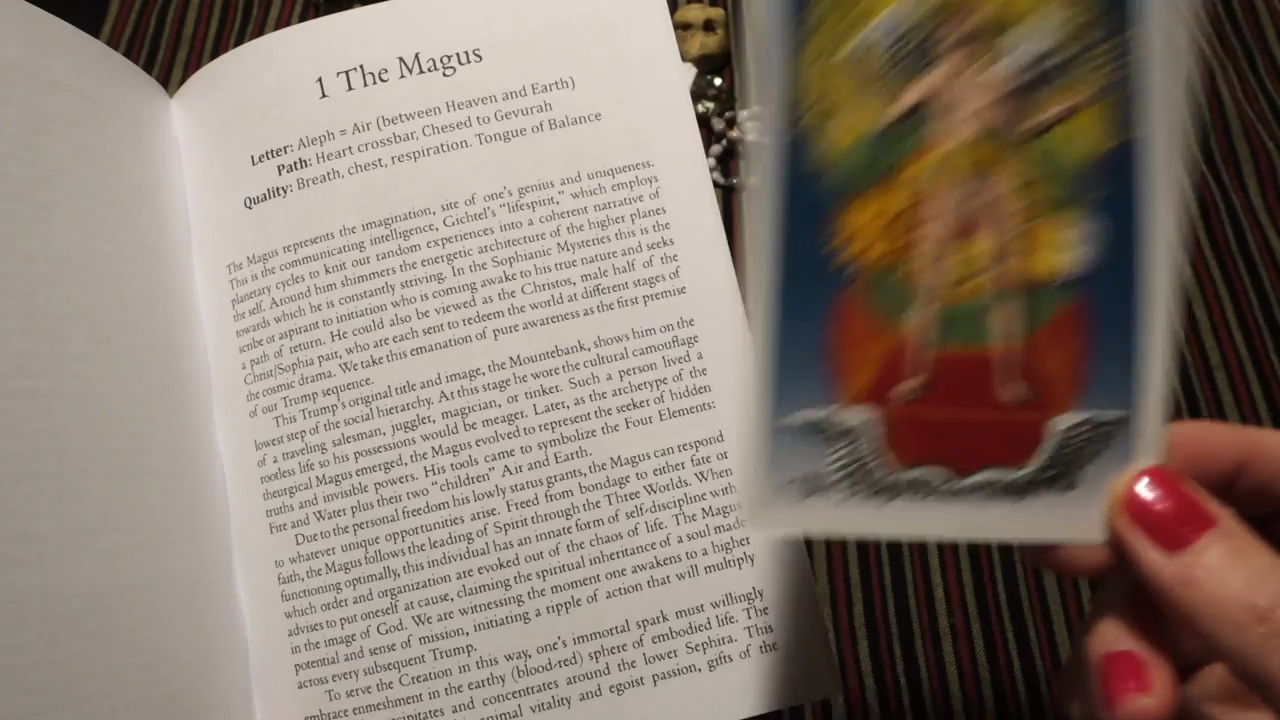 1 The Magus
Letter: Aleph = Air (between Heaven and Earth)
Path: Heart crossbar, Chesed to Gevurah
Quality: Breath, chest, respiration. Tongue of Balance
The Magus represents the imagination, site of one's genius and uniqueness.
This is the communicating intelligence, Gichtel's "lifespirit," which employs
planetary cycles to knit our random experiences into a coherent narrative of
the self. Around him shimmers the energetic architecture of the higher planes
towards which he is constantly striving. In the Sophianic Mysteries this is the
scribe or aspirant to initiation who is coming awake to his true nature and seeks
a path of return. He could also be viewed as the Christos, male half of the
Christ/Sophia pair, who are each sent to redeem the world at different stages of
the cosmic drama. We take this emanation of pure awareness as the first premise
of our Trump sequence.
This Trump's original title and image, the Mountebank, shows him on the
lowest step of the social hierarchy. At this stage he wore the cultural camouflage
of a traveling salesman, juggler, magician, or tinker. Such a person lived a
rootless life so his possessions would be meager. Later, as the archetype of the
theurgical Magus emerged, the Magus evolved to represent the seeker of hidden
truths and invisible powers. His tools came to symbolize the Four Elements:
Fire and Water plus their two "children" Air and Earth.
Due to the personal freedom his lowly status grants, the Magus can respond
to whatever unique opportunities arise. Freed from bondage to either fate or
faith, the Magus follows the leading of Spirit through the Three Worlds. When
functioning optimally, this individual has an innate form of self-discipline with
which order and organization are evoked out of the chaos of life. The Magus
advises to put oneself at cause, claiming the spiritual inheritance of a soul made
in the image of God. We are witnessing the moment one awakens to a higher
potential and sense of mission, initiating a ripple of action that will multiply
across every subsequent Trump.
To serve the Creation in this way, one's immortal spark must willingly
embrace enmeshment in the earthy (blood-red) sphere of embodied life. The
and concentrates around the lower Sephira. This
animal vitality and egoist passion, gifts of the